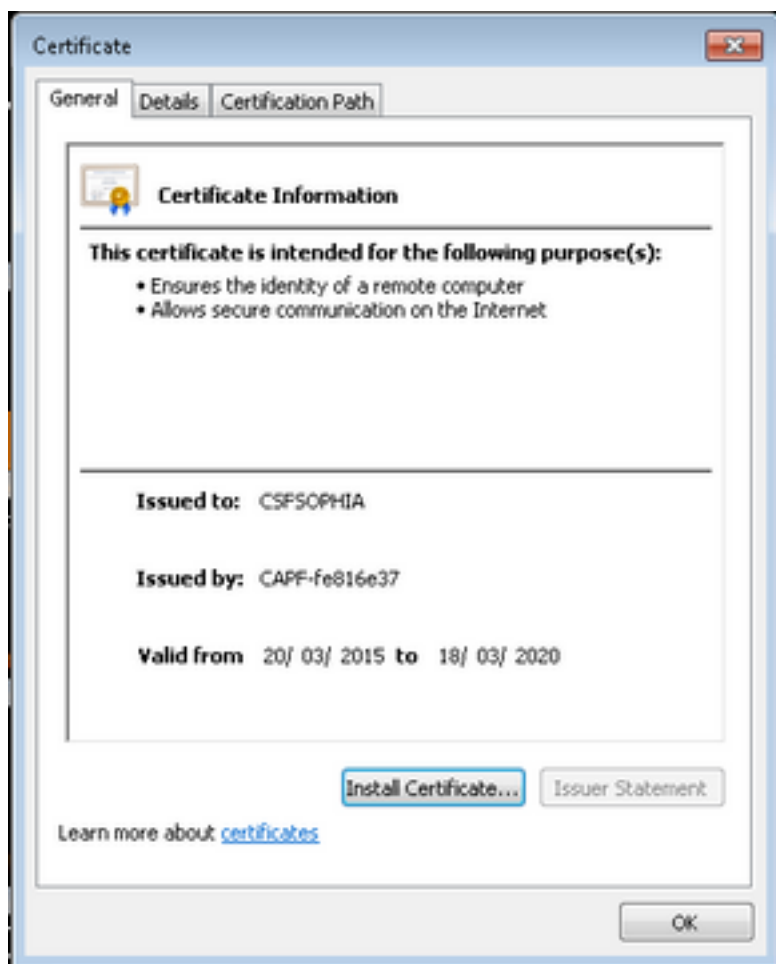 Certificate
General Details Certification Path
Certificate Information
This certificate is intended for the following purpose(s):
• Ensures the identity of a remote computer
• Allows secure communication on the Internet
Issued to: CSFSOPHIA
Issued by: CAPF-fe816e37
Valid from 20/ 03/ 2015 to 18/ 03/ 2020
Install Certificate... Issuer Statement
Learn more about certificates
OK